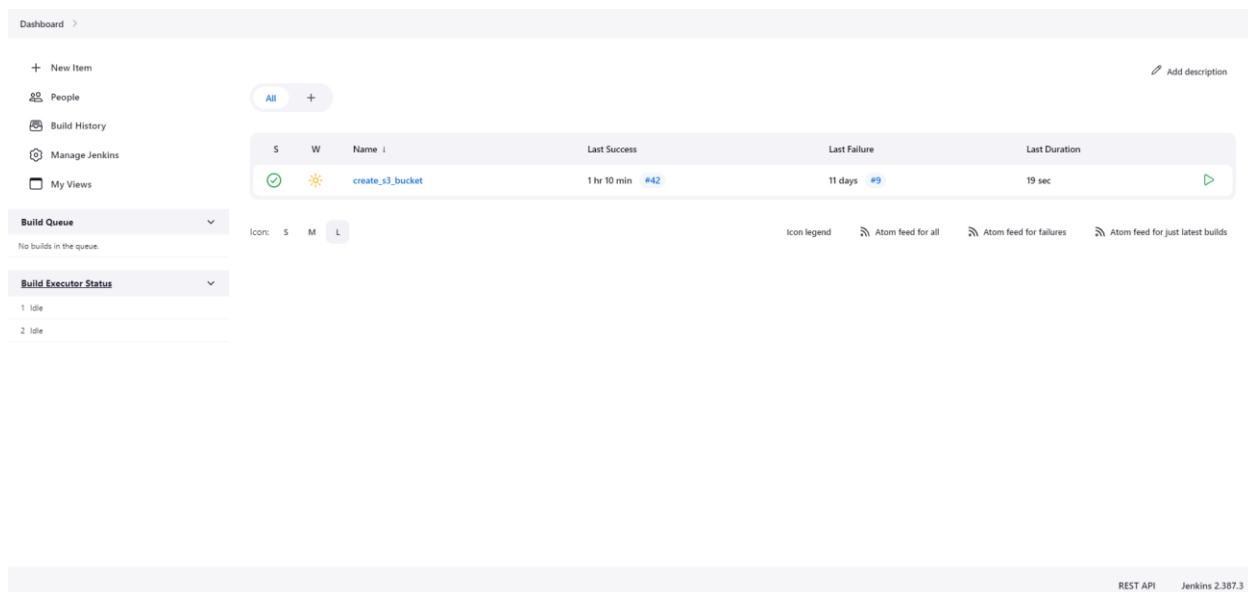 Dashboard
New Item
People
Build History
Manage Jenkins
My Views
Build Queue
No builds in the queue.
Build Executor Status
1 Idle
2 Idle
Add description
All +
S W Name ↓ Last Success Last Failure Last Duration
create_s3_bucket 1 hr 10 min #42 11 days #9 19 sec
Icon: S M L Icon legend Atom feed for all Atom feed for failures Atom feed for just latest builds
REST API Jenkins 2.387.3